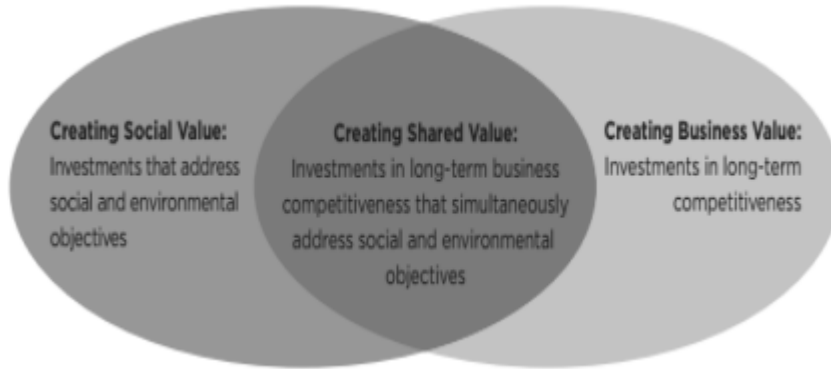 Creating Social Value:
Investments that address
social and environmental
objectives
Creating Shared Value:
Investments in long-term business
competitiveness that simultaneously
address social and environmental
objectives
Creating Business Value:
Investments in long-term
competitiveness